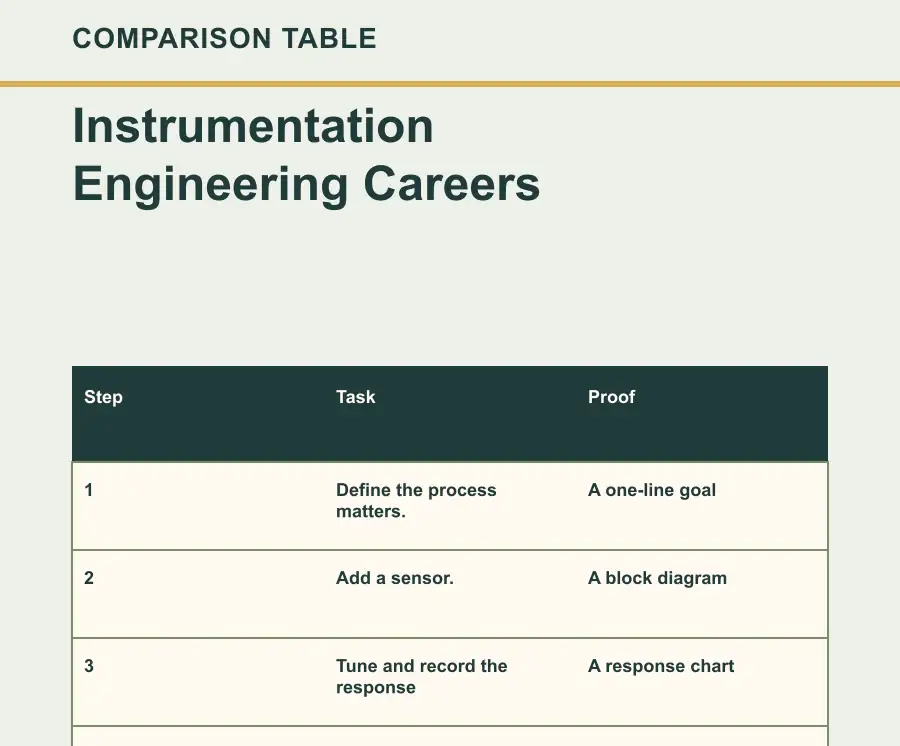 COMPARISON TABLE
Instrumentation
Engineering Careers
Step Task Proof
1 Define the process A one-line goal
matters.
2 Add a sensor. A block diagram
3 Tune and record the A response chart
response